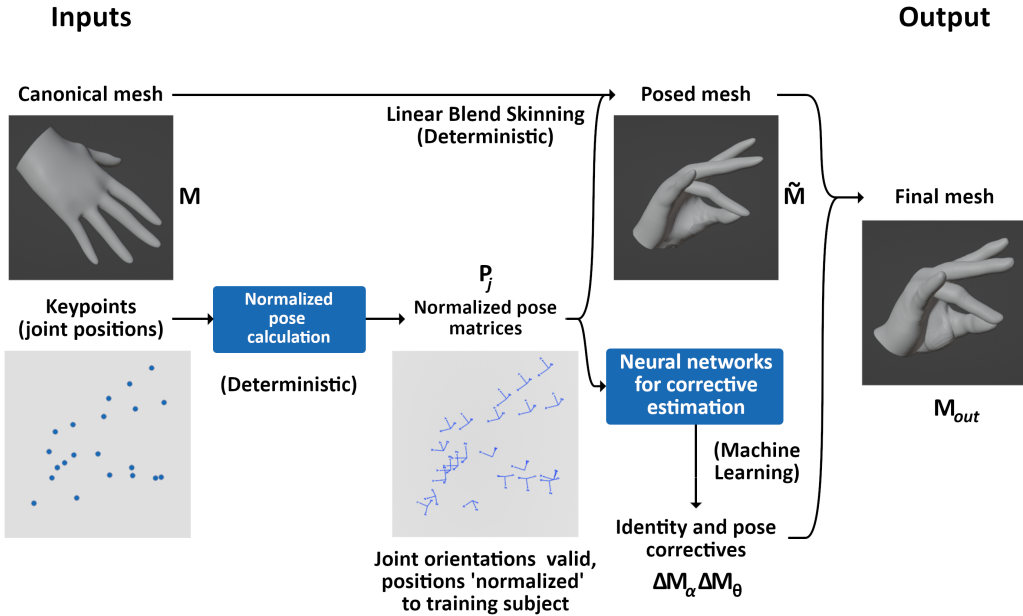 Inputs
Output
Canonical mesh
Linear Blend Skinning
(Deterministic)
Posed mesh
M
M̃
Final mesh
Keypoints
(joint positions)
Normalized
pose
calculation
(Deterministic)
Pj
Normalized pose
matrices
Neural networks
for corrective
estimation
(Machine
Learning)
Mout
Identity and pose
correctives
ΔMα ΔMθ
Joint orientations valid,
positions 'normalized'
to training subject